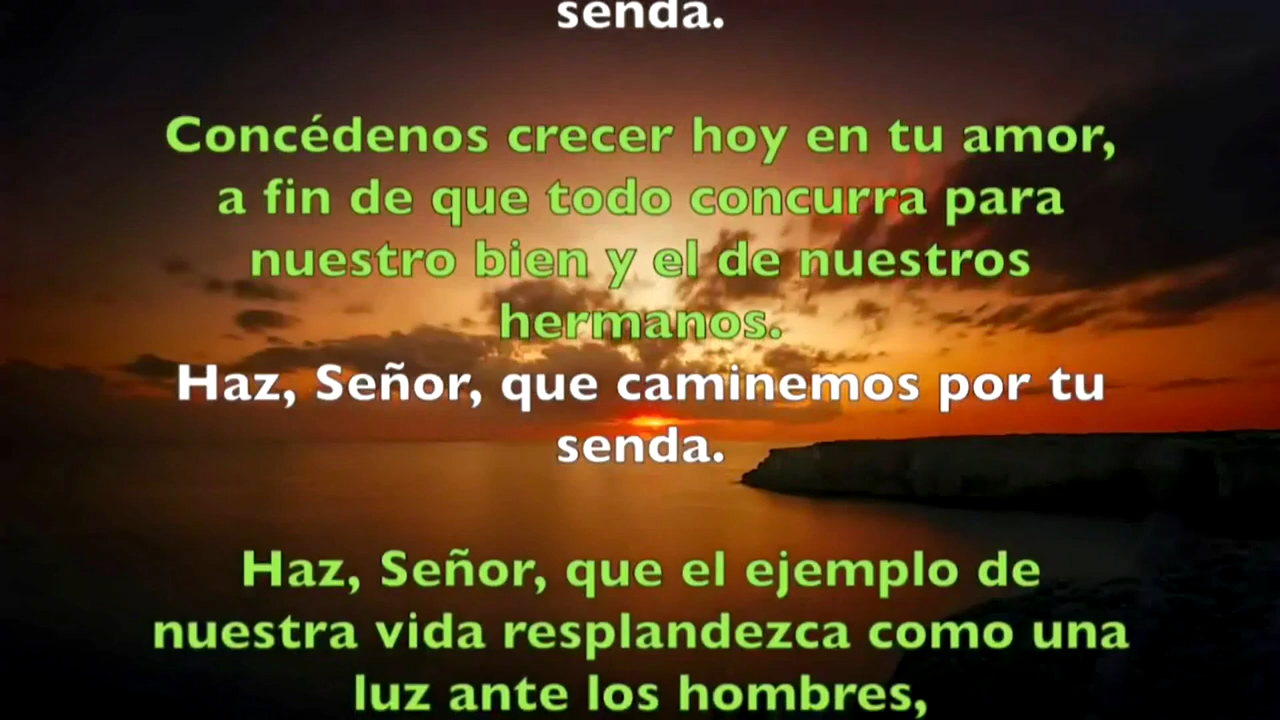 senda.
Concédenos crecer hoy en tu amor,
a fin de que todo concurra para
nuestro bien y el de nuestros
hermanos.
Haz, Señor, que caminemos por tu
senda.
Haz, Señor, que el ejemplo de
nuestra vida resplandezca como una
luz ante los hombres,